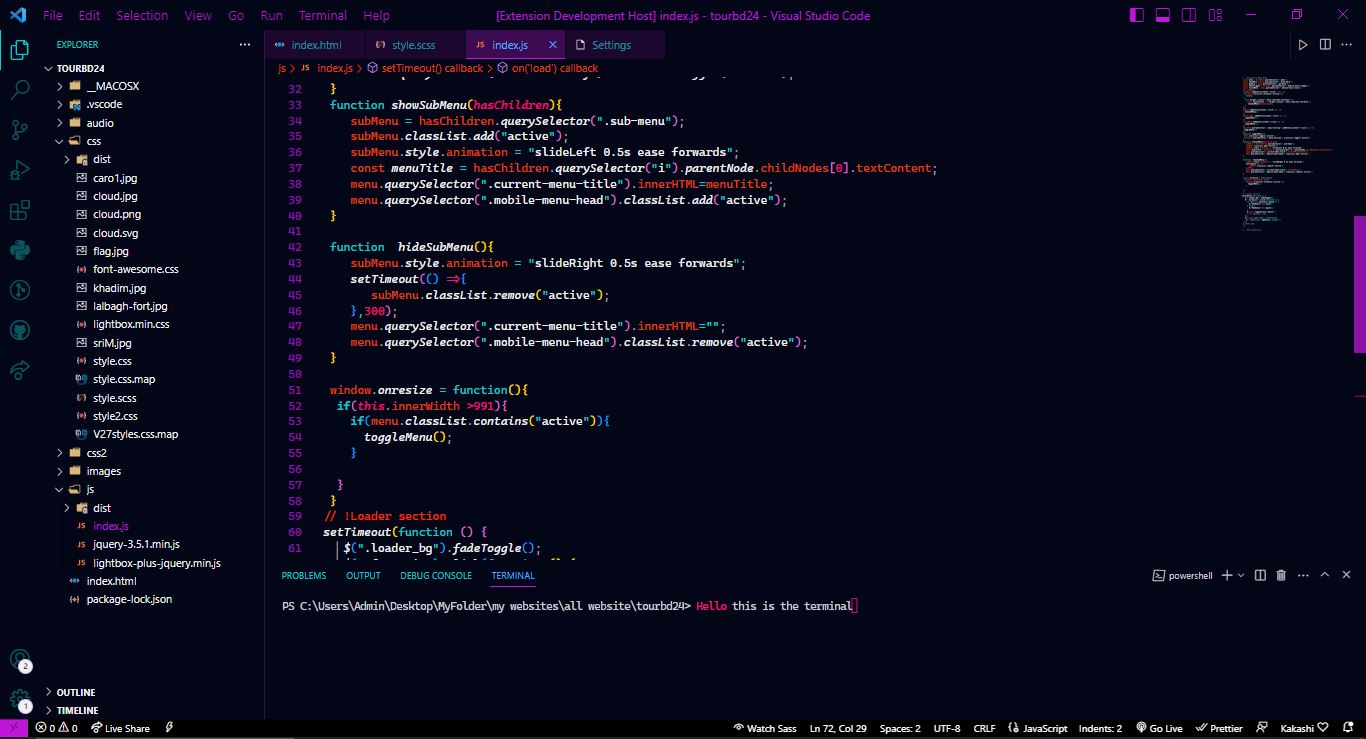 File Edit Selection View Go Run Terminal Help
[Extension Development Host] index.js - tourbd24 - Visual Studio Code
EXPLORER
TOURBD24
__MACOSX
.vscode
audio
css
dist
caro1.jpg
cloud.jpg
cloud.png
cloud.svg
flag.jpg
font-awesome.css
khadim.jpg
lalbagh-fort.jpg
lightbox.min.css
sriM.jpg
style.css
style.css.map
style.scss
style2.css
V27styles.css.map
css2
images
js
dist
JS index.js
JS jquery-3.5.1.min.js
JS lightbox-plus-jquery.min.js
index.html
package-lock.json
OUTLINE
TIMELINE
2
1
index.html style.scss JS index.js Settings
js > JS index.js > setTimeout() callback > on('load') callback
32 }
33 function showSubMenu(hasChildren){
34 subMenu = hasChildren.querySelector(".sub-menu");
35 subMenu.classList.add("active");
36 subMenu.style.animation = "slideLeft 0.5s ease forwards";
37 const menuTitle = hasChildren.querySelector("i").parentNode.childNodes[0].textContent;
38 menu.querySelector(".current-menu-title").innerHTML=menuTitle;
39 menu.querySelector(".mobile-menu-head").classList.add("active");
40 }
41
42 function hideSubMenu(){
43 subMenu.style.animation = "slideRight 0.5s ease forwards";
44 setTimeout(() =>{
45 subMenu.classList.remove("active");
46 },300);
47 menu.querySelector(".current-menu-title").innerHTML="";
48 menu.querySelector(".mobile-menu-head").classList.remove("active");
49 }
50
51 window.onresize = function(){
52 if(this.innerWidth >991){
53 if(menu.classList.contains("active")){
54 toggleMenu();
55 }
56
57 }
58 }
59 // !Loader section
60 setTimeout(function () {
61 $(".loader_bg").fadeToggle();
PROBLEMS OUTPUT DEBUG CONSOLE TERMINAL
powershell
PS C:\Users\Admin\Desktop\MyFolder\my websites\all website\tourbd24> Hello this is the terminal
0 0 Live Share
Watch Sass Ln 72, Col 29 Spaces: 2 UTF-8 CRLF JavaScript Indents: 2 Go Live Prettier Kakashi